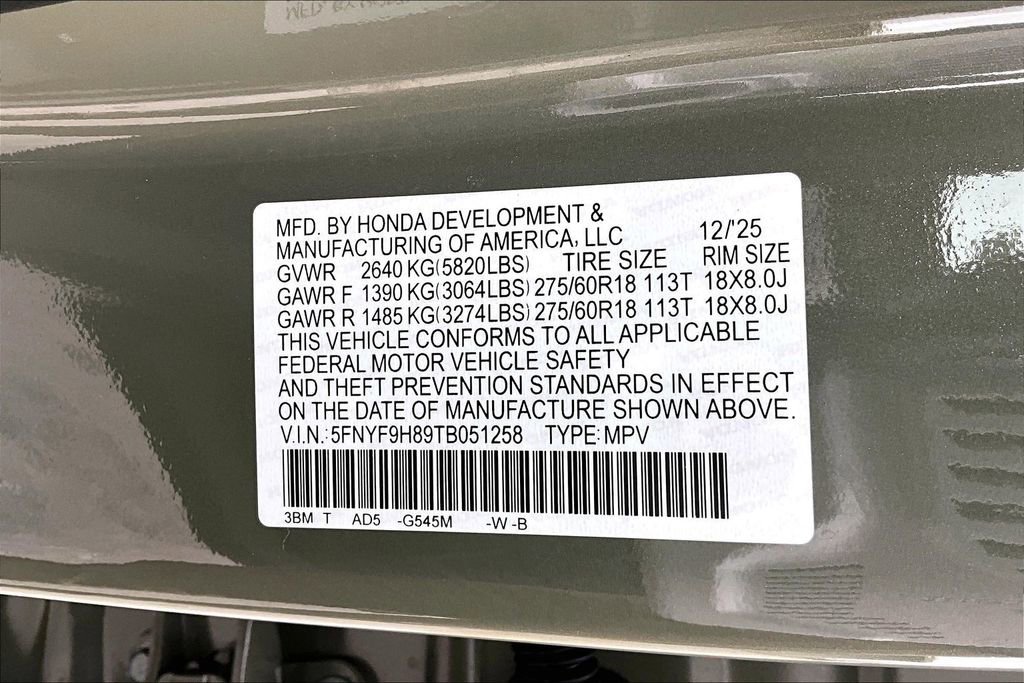 MFD. BY HONDA DEVELOPMENT &
MANUFACTURING OF AMERICA, LLC 12/'25
GVWR 2640 KG(5820LBS) TIRE SIZE RIM SIZE
GAWR F 1390 KG(3064LBS) 275/60R18 113T 18X8.0J
GAWR R 1485 KG(3274LBS) 275/60R18 113T 18X8.0J
THIS VEHICLE CONFORMS TO ALL APPLICABLE
FEDERAL MOTOR VEHICLE SAFETY
AND THEFT PREVENTION STANDARDS IN EFFECT
ON THE DATE OF MANUFACTURE SHOWN ABOVE.
V.I.N.: 5FNYF9H89TB051258 TYPE: MPV
3BM T AD5 -G545M -W -B